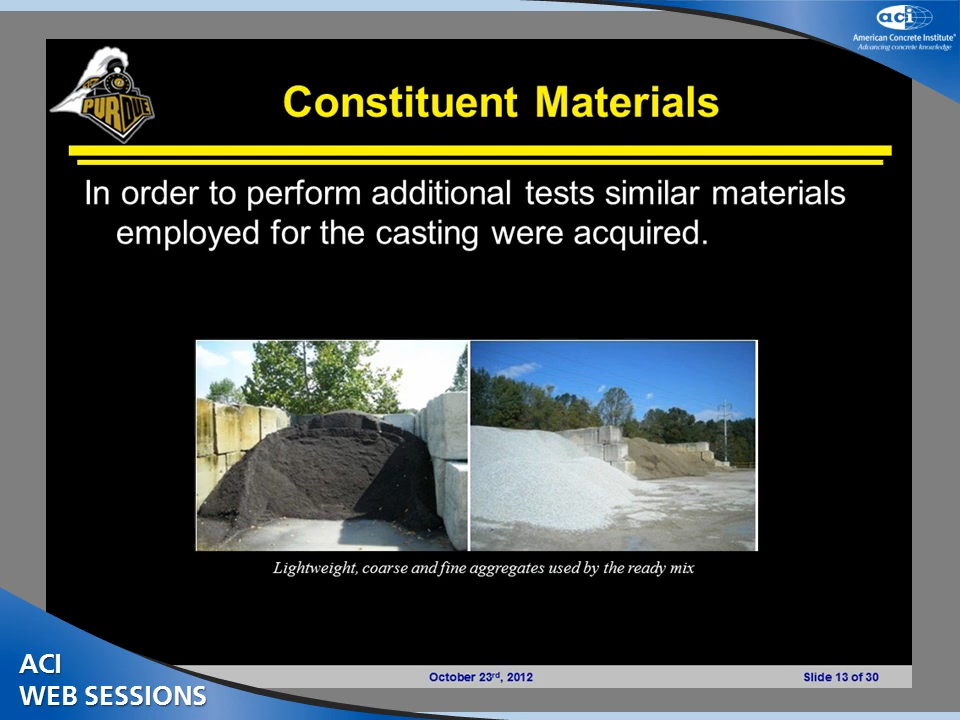 aci
American Concrete Institute®
Advancing concrete knowledge
PURDUE
Constituent Materials
In order to perform additional tests similar materials
employed for the casting were acquired.
Lightweight, coarse and fine aggregates used by the ready mix
ACI
WEB SESSIONS
October 23rd, 2012
Slide 13 of 30